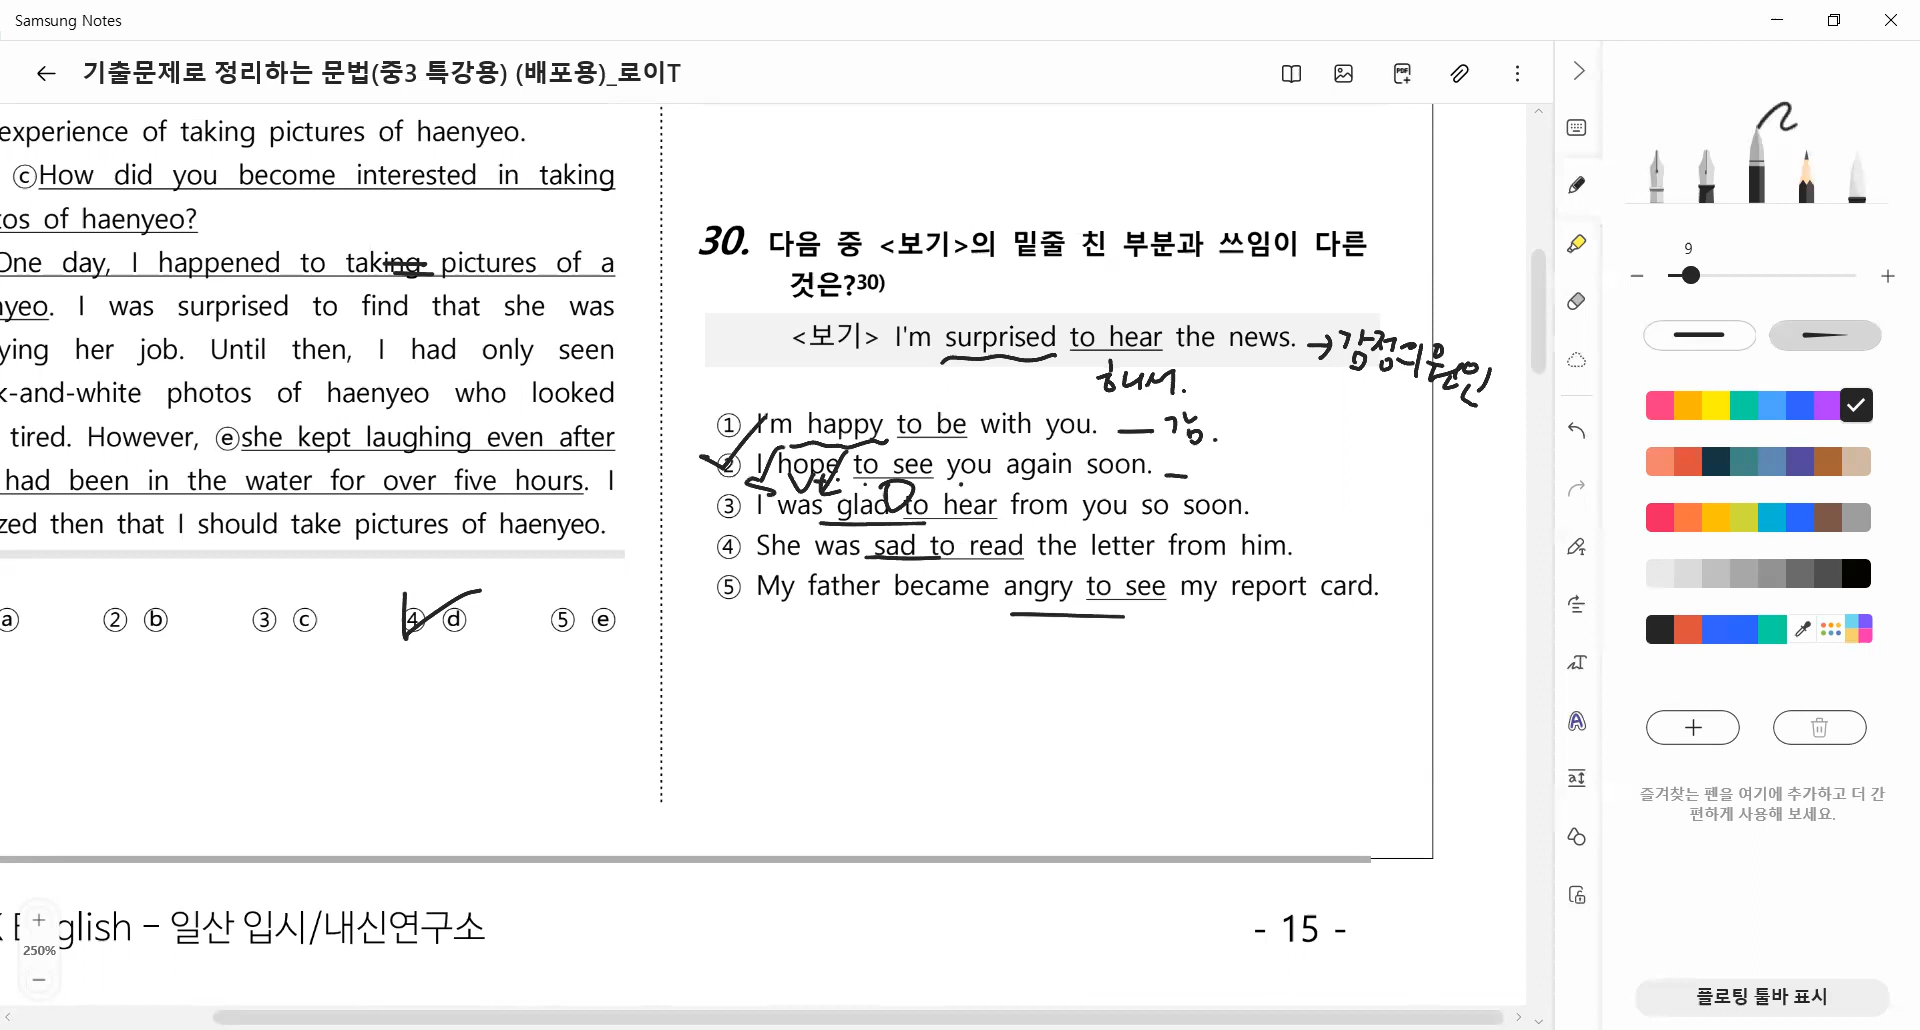 Samsung Notes
기출문제로 정리하는 문법(중3 특강용) (배포용)_로이T
experience of taking pictures of haenyeo.
ⓒHow did you become interested in taking
tos of haenyeo?
One day, I happened to taking pictures of a
nyeo. I was surprised to find that she was
ying her job. Until then, I had only seen
k-and-white photos of haenyeo who looked
tired. However, ⓔshe kept laughing even after
had been in the water for over five hours. I
zed then that I should take pictures of haenyeo.
ⓐ ② ⓑ ③ ⓒ ④ ⓓ ⑤ ⓔ
30. 다음 중 <보기>의 밑줄 친 부분과 쓰임이 다른
것은?30)
<보기> I'm surprised to hear the news. → 감정의 원인
하니서.
① I'm happy to be with you. — 감.
② I hope to see you again soon. —
Vt O
③ I was glad to hear from you so soon.
④ She was sad to read the letter from him.
⑤ My father became angry to see my report card.
K English - 일산 입시/내신연구소
- 15 -
250%
9
즐겨찾는 펜을 여기에 추가하고 더 간
편하게 사용해 보세요.
플로팅 툴바 표시